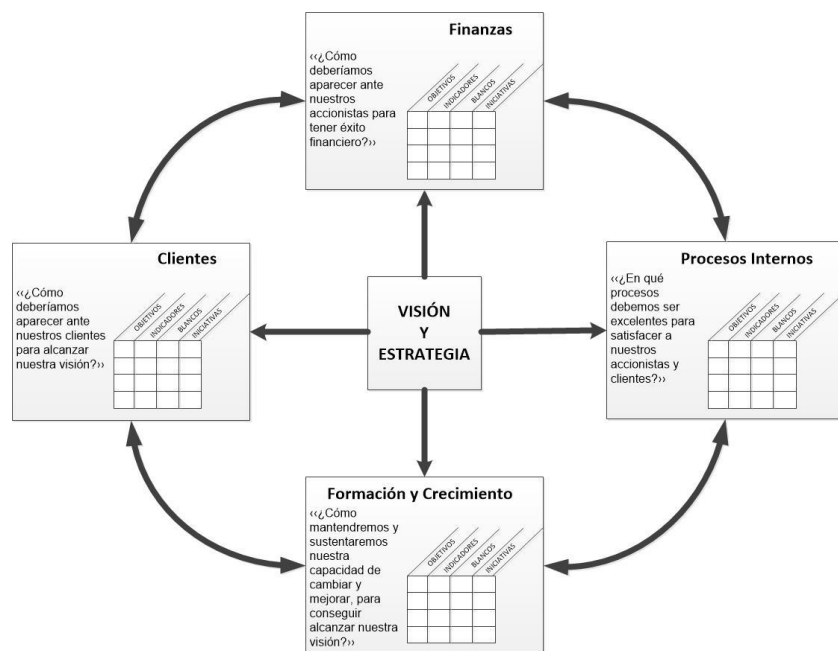 Finanzas
‹‹¿Cómo
deberíamos
aparecer ante
nuestros
accionistas para
tener éxito
financiero?››
OBJETIVOS
INDICADORES
BLANCOS
INICIATIVAS
Clientes
‹‹¿Cómo
deberíamos
aparecer ante
nuestros clientes
para alcanzar
nuestra visión?››
OBJETIVOS
INDICADORES
BLANCOS
INICIATIVAS
VISIÓN
Y
ESTRATEGIA
Procesos Internos
‹‹¿En qué
procesos
debemos ser
excelentes para
satisfacer a
nuestros
accionistas y
clientes?››
OBJETIVOS
INDICADORES
BLANCOS
INICIATIVAS
Formación y Crecimiento
‹‹¿Cómo
mantendremos y
sustentaremos
nuestra
capacidad de
cambiar y
mejorar, para
conseguir
alcanzar nuestra
visión?››
OBJETIVOS
INDICADORES
BLANCOS
INICIATIVAS